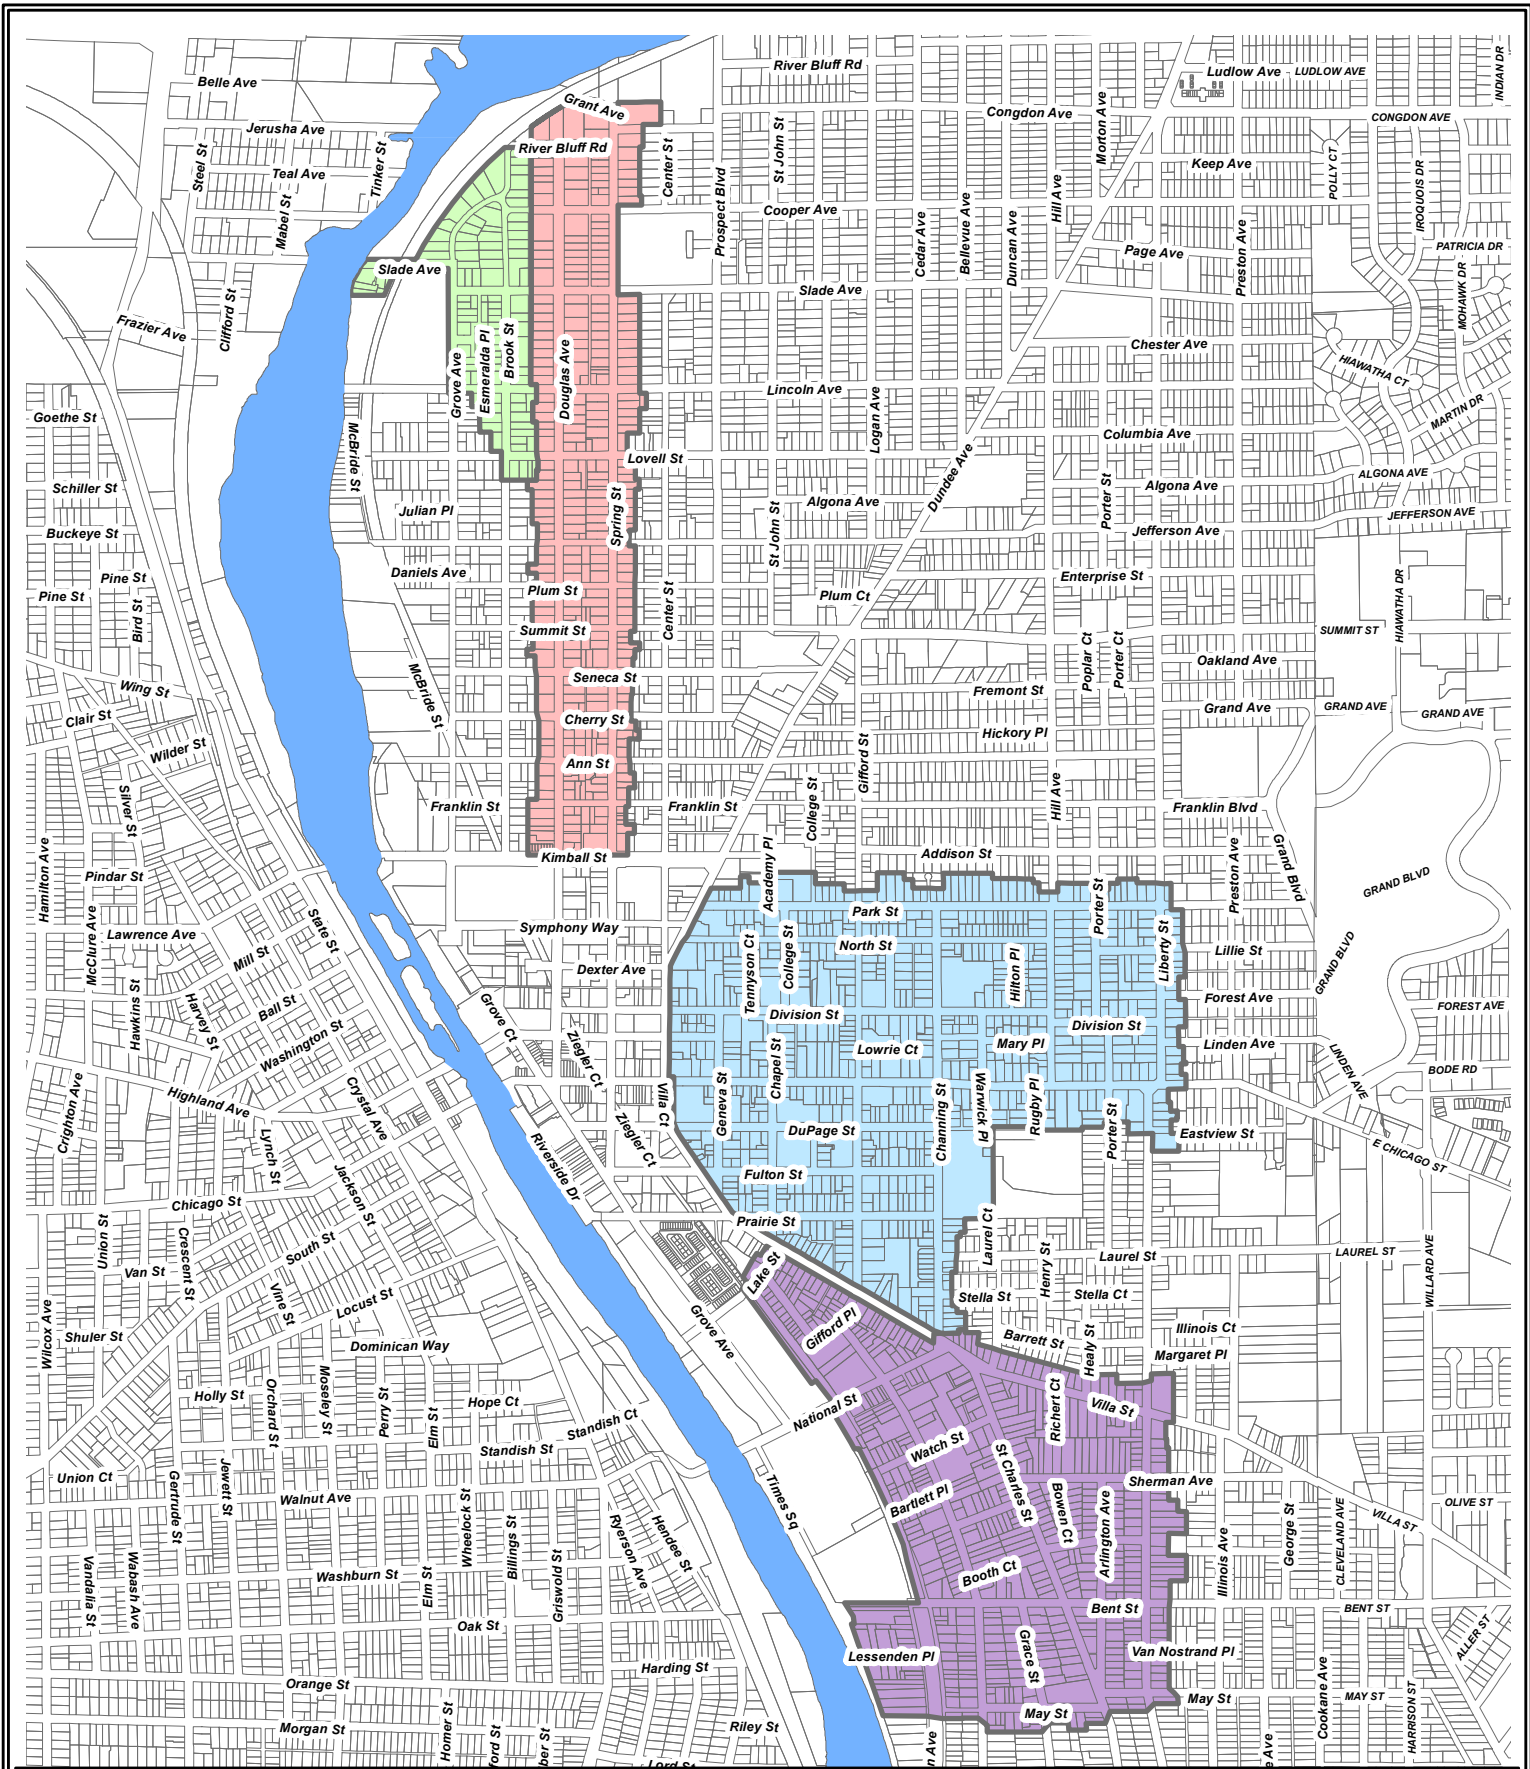 River Bluff Rd
Ludlow Ave
LUDLOW AVE
INDIAN DR
Belle Ave
Grant Ave
Congdon Ave
CONGDON AVE
Jerusha Ave
Morton Ave
St John St
River Bluff Rd
Center St
Keep Ave
POLLY CT
IROQUOIS DR
Steel St
Teal Ave
Tinker St
Mabel St
Prospect Blvd
Cooper Ave
Cedar Ave
Bellevue Ave
Duncan Ave
Hill Ave
Page Ave
Preston Ave
PATRICIA DR
MOHAWK DR
Slade Ave
Slade Ave
Clifford St
Frazier Ave
Chester Ave
HIAWATHA CT
Grove Ave
Esmeralda Pl
Brook St
Douglas Ave
Lincoln Ave
Logan Ave
MARTIN DR
Goethe St
McBride St
Columbia Ave
Lovell St
Dundee Ave
ALGONA AVE
Schiller St
Algona Ave
Algona Ave
Porter St
Julian Pl
Spring St
JEFFERSON AVE
Buckeye St
St John St
Jefferson Ave
Pine St
Daniels Ave
Enterprise St
Pine St
Bird St
Plum St
Plum Ct
Center St
HIAWATHA DR
Summit St
SUMMIT ST
Poplar Ct
Porter Ct
Oakland Ave
Wing St
McBride St
Seneca St
Fremont St
Grand Ave
GRAND AVE
GRAND AVE
Clair St
Cherry St
Hickory Pl
Wilder St
Ann St
Gifford St
Silver St
Franklin St
Franklin St
College St
Hill Ave
Franklin Blvd
Hamilton Ave
Kimball St
Academy Pl
Addison St
Preston Ave
Grand Blvd
GRAND BLVD
Pindar St
Park St
Porter St
McClure Ave
Lawrence Ave
State St
Symphony Way
North St
Mill St
Dexter Ave
Tennyson Ct
College St
Hilton Pl
Liberty St
Lillie St
GRAND BLVD
Hawkins St
Harvey St
Ball St
Grove Ct
Division St
Division St
Forest Ave
FOREST AVE
Washington St
Ziegler Ct
Lowrie Ct
Mary Pl
Linden Ave
LINDEN AVE
BODE RD
Crighton Ave
Highland Ave
Crystal Ave
Villa Ct
Geneva St
Chapel St
Channing St
Warwick Pl
Rugby Pl
Porter St
Ziegler Ct
DuPage St
Eastview St
E CHICAGO ST
Lynch St
Riverside Dr
Fulton St
Jackson St
Chicago St
Prairie St
Laurel Ct
Union St
Crescent St
South St
Henry St
Laurel St
LAUREL ST
WILLARD AVE
Van St
Lake St
Stella St
Stella Ct
Vine St
Locust St
Wilcox Ave
Shuler St
Grove Ave
Gifford Pl
Barrett St
Healy St
Illinois Ct
Dominican Way
Margaret Pl
Holly St
Orchard St
Moseley St
Perry St
Elm St
Hope Ct
National St
Richert Ct
Villa St
Standish Ct
Standish St
Watch St
St Charles St
Union Ct
Gertrude St
Jewett St
Walnut Ave
Wheelock St
Billings St
Times Sq
Bartlett Pl
Bowen Ct
Sherman Ave
Arlington Ave
VILLA ST
OLIVE ST
Ryerson Ave
Hendee St
George St
CLEVELAND AVE
Vandalia St
Wabash Ave
Washburn St
Elm St
Griswold St
Booth Ct
Illinois Ave
Bent St
BENT ST
Oak St
ALLER ST
Lessenden Pl
Grace St
Van Nostrand Pl
Harding St
Orange St
Cookane Ave
May St
MAY ST
HARRISON ST
May St
Morgan St
Homer St
ford St
ber St
Riley St
n Ave
e Ave
Lord St